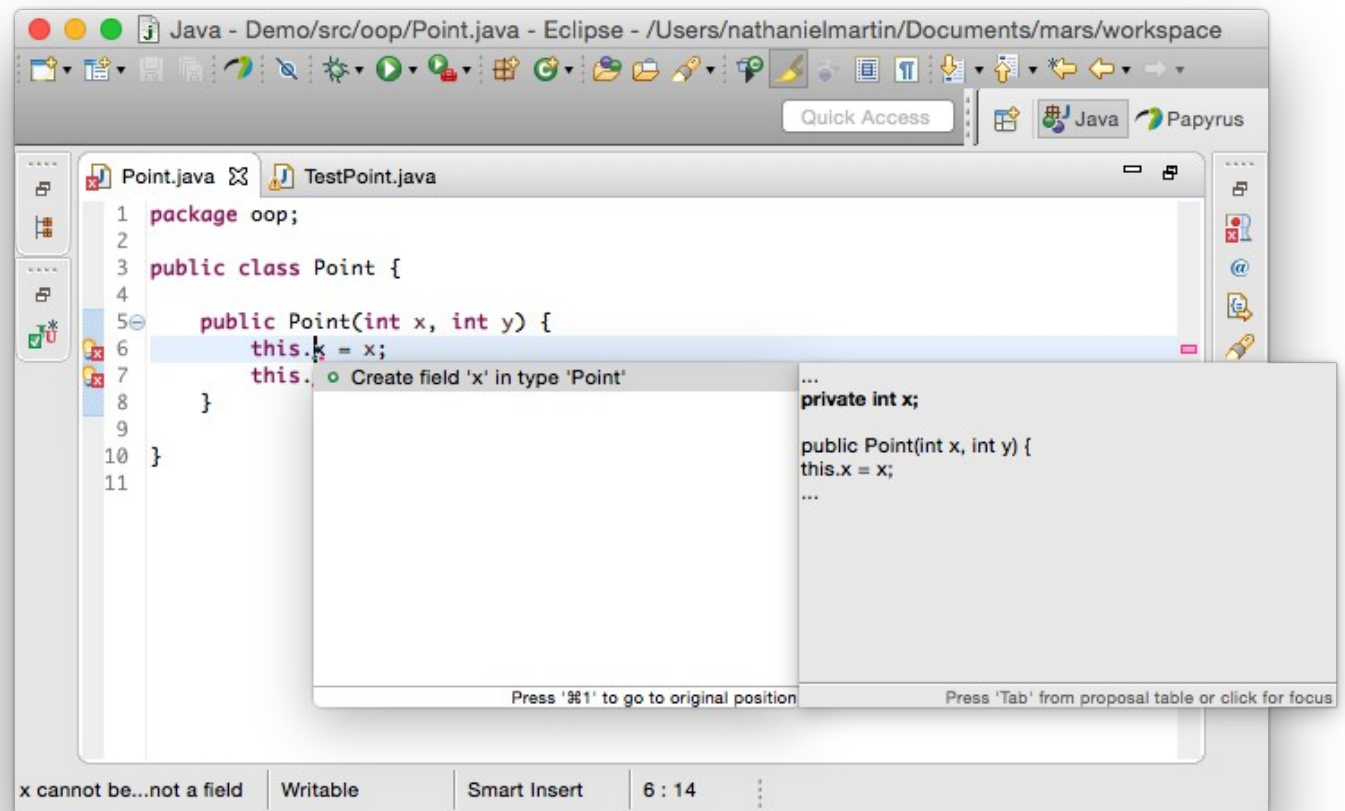 Java - Demo/src/oop/Point.java - Eclipse - /Users/nathanielmartin/Documents/mars/workspace
Quick Access
Java
Papyrus
Point.java
TestPoint.java
1 package oop;
2
3 public class Point {
4
5 public Point(int x, int y) {
6 this.x = x;
7 this.
8 }
9
10 }
11
Create field 'x' in type 'Point'
Press '⌘1' to go to original position
...
private int x;
public Point(int x, int y) {
this.x = x;
...
Press 'Tab' from proposal table or click for focus
x cannot be...not a field
Writable
Smart Insert
6 : 14